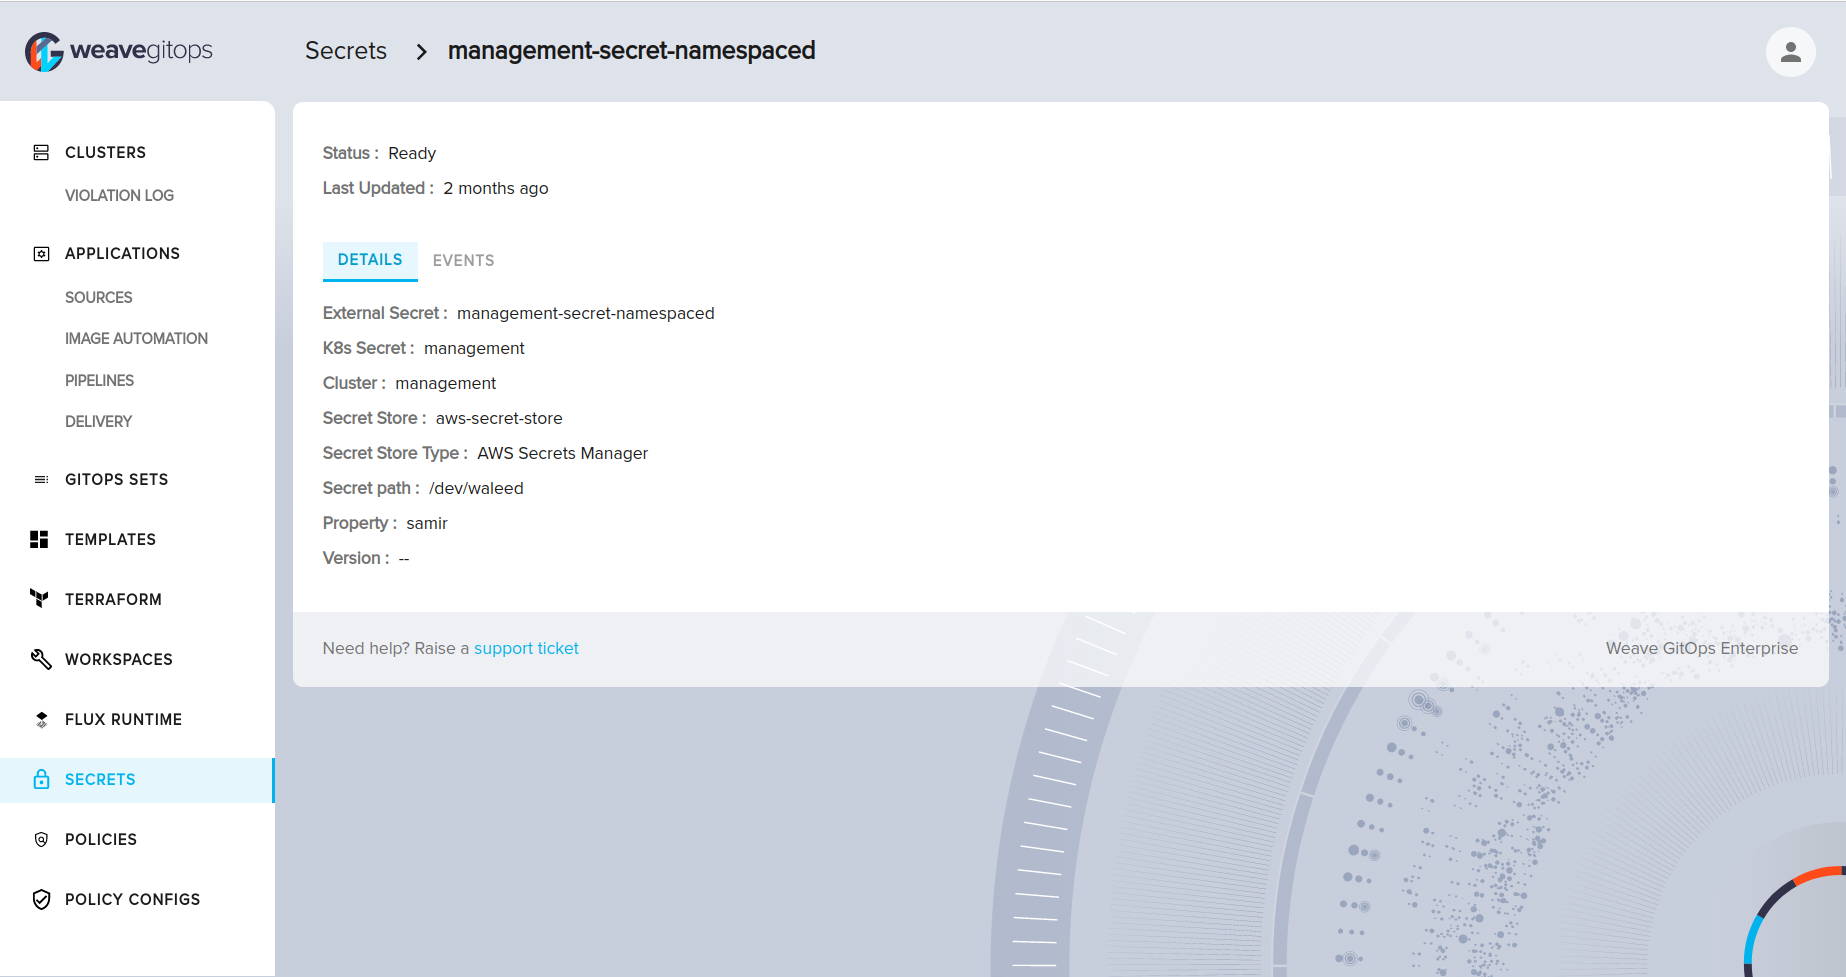 weavegitops
Secrets > management-secret-namespaced
CLUSTERS
VIOLATION LOG
APPLICATIONS
SOURCES
IMAGE AUTOMATION
PIPELINES
DELIVERY
GITOPS SETS
TEMPLATES
TERRAFORM
WORKSPACES
FLUX RUNTIME
SECRETS
POLICIES
POLICY CONFIGS
Status : Ready
Last Updated : 2 months ago
DETAILS EVENTS
External Secret : management-secret-namespaced
K8s Secret : management
Cluster : management
Secret Store : aws-secret-store
Secret Store Type : AWS Secrets Manager
Secret path : /dev/waleed
Property : samir
Version : --
Need help? Raise a support ticket
Weave GitOps Enterprise